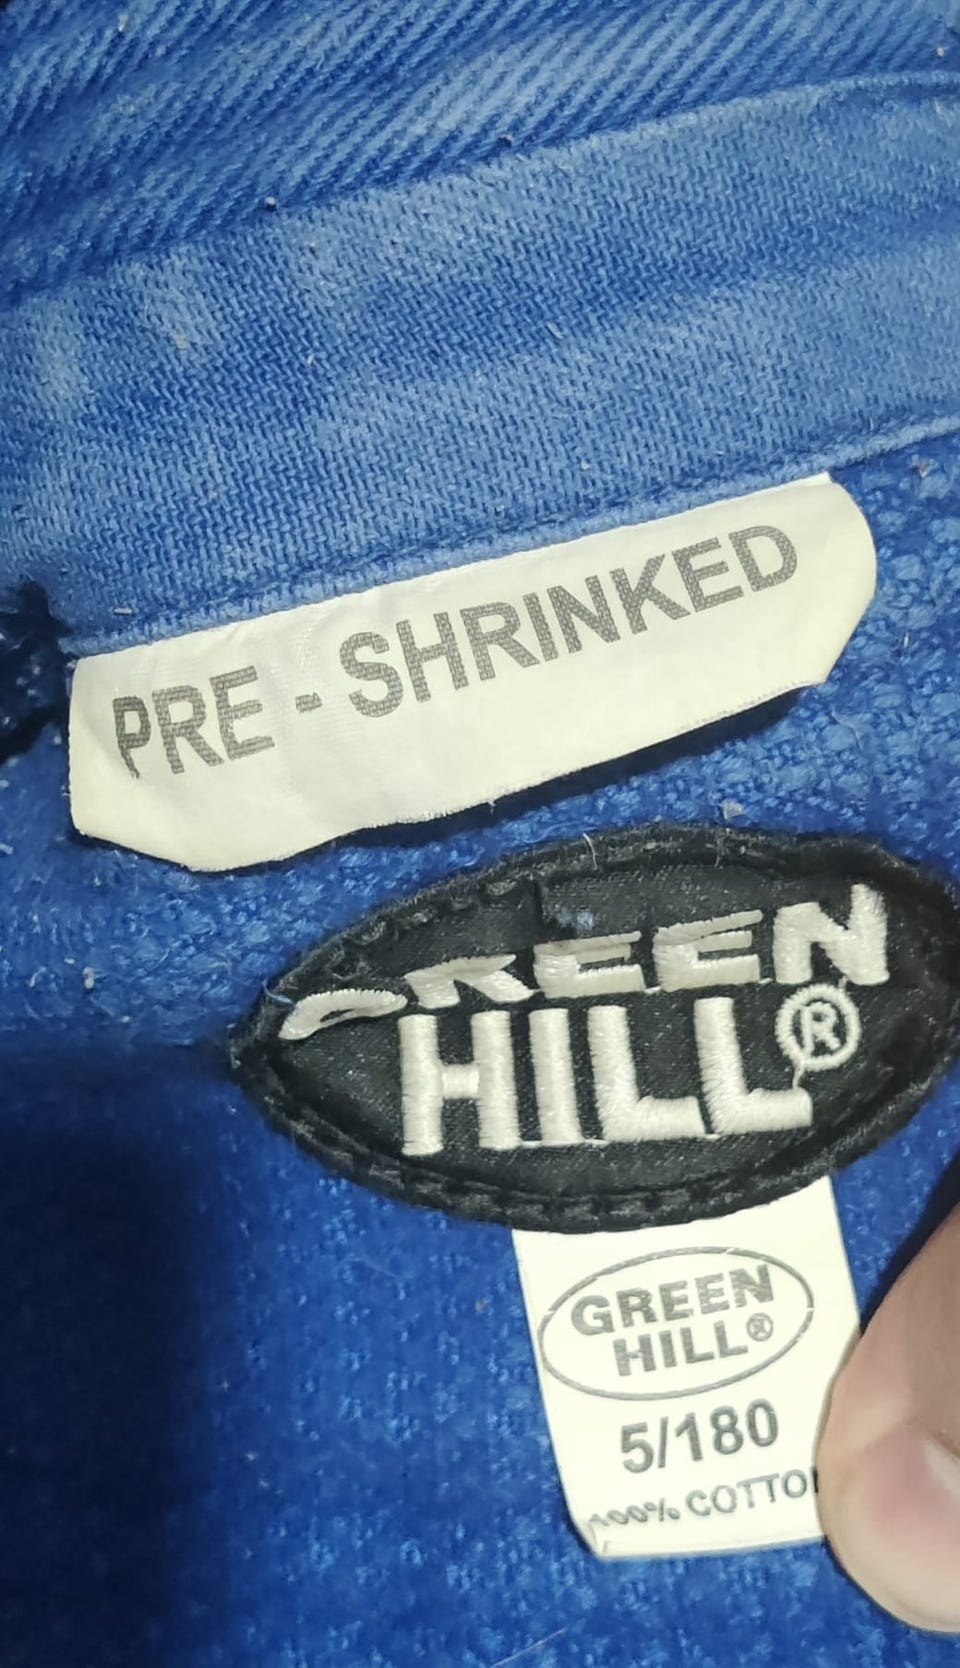 PRE - SHRINKED
GREEN
HILL®
GREEN
HILL®
5/180
100% COTTO